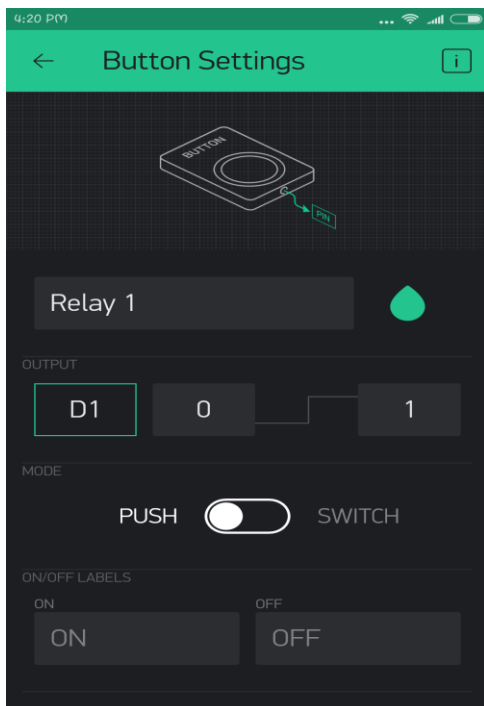 4:20 PM
Button Settings
i
BUTTON
PIN
Relay 1
OUTPUT
D1 0 1
MODE
PUSH SWITCH
ON/OFF LABELS
ON OFF
ON OFF